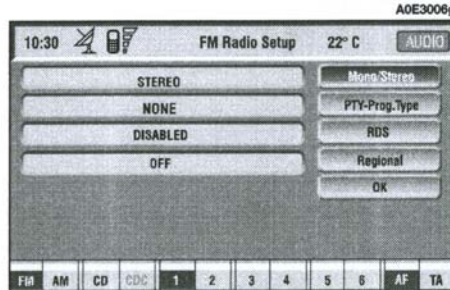 A0E3006g
10:30 FM Radio Setup 22° C AUDIO
STEREO Mono/Stereo
NONE PTY-Prog.Type
DISABLED RDS
OFF Regional
OK
FM AM CD CDC 1 2 3 4 5 6 AF TA